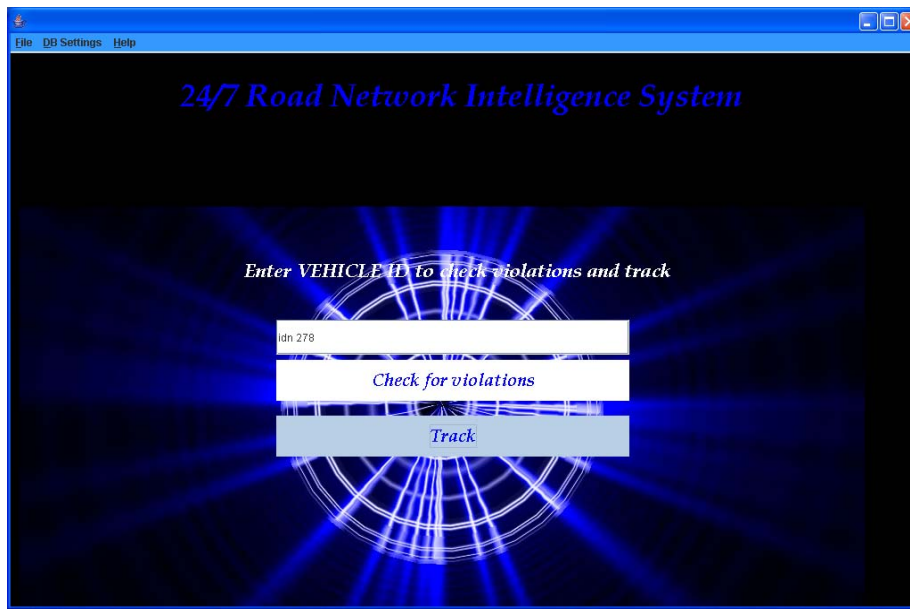 File DB Settings Help
24/7 Road Network Intelligence System
Enter VEHICLE ID to check violations and track
idn 278
Check for violations
Track